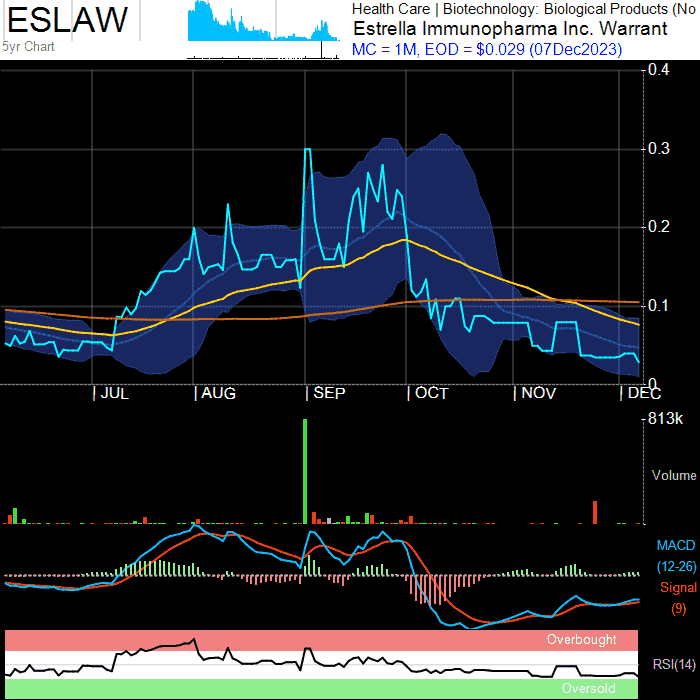 ESLAW
5yr Chart
Health Care | Biotechnology: Biological Products (No
Estrella Immunopharma Inc. Warrant
MC = 1M, EOD = $0.029 (07Dec2023)
0.4
0.3
0.2
0.1
0
JUL AUG SEP OCT NOV DEC
813k
Volume
MACD
(12-26)
Signal
(9)
Overbought
RSI(14)
Oversold